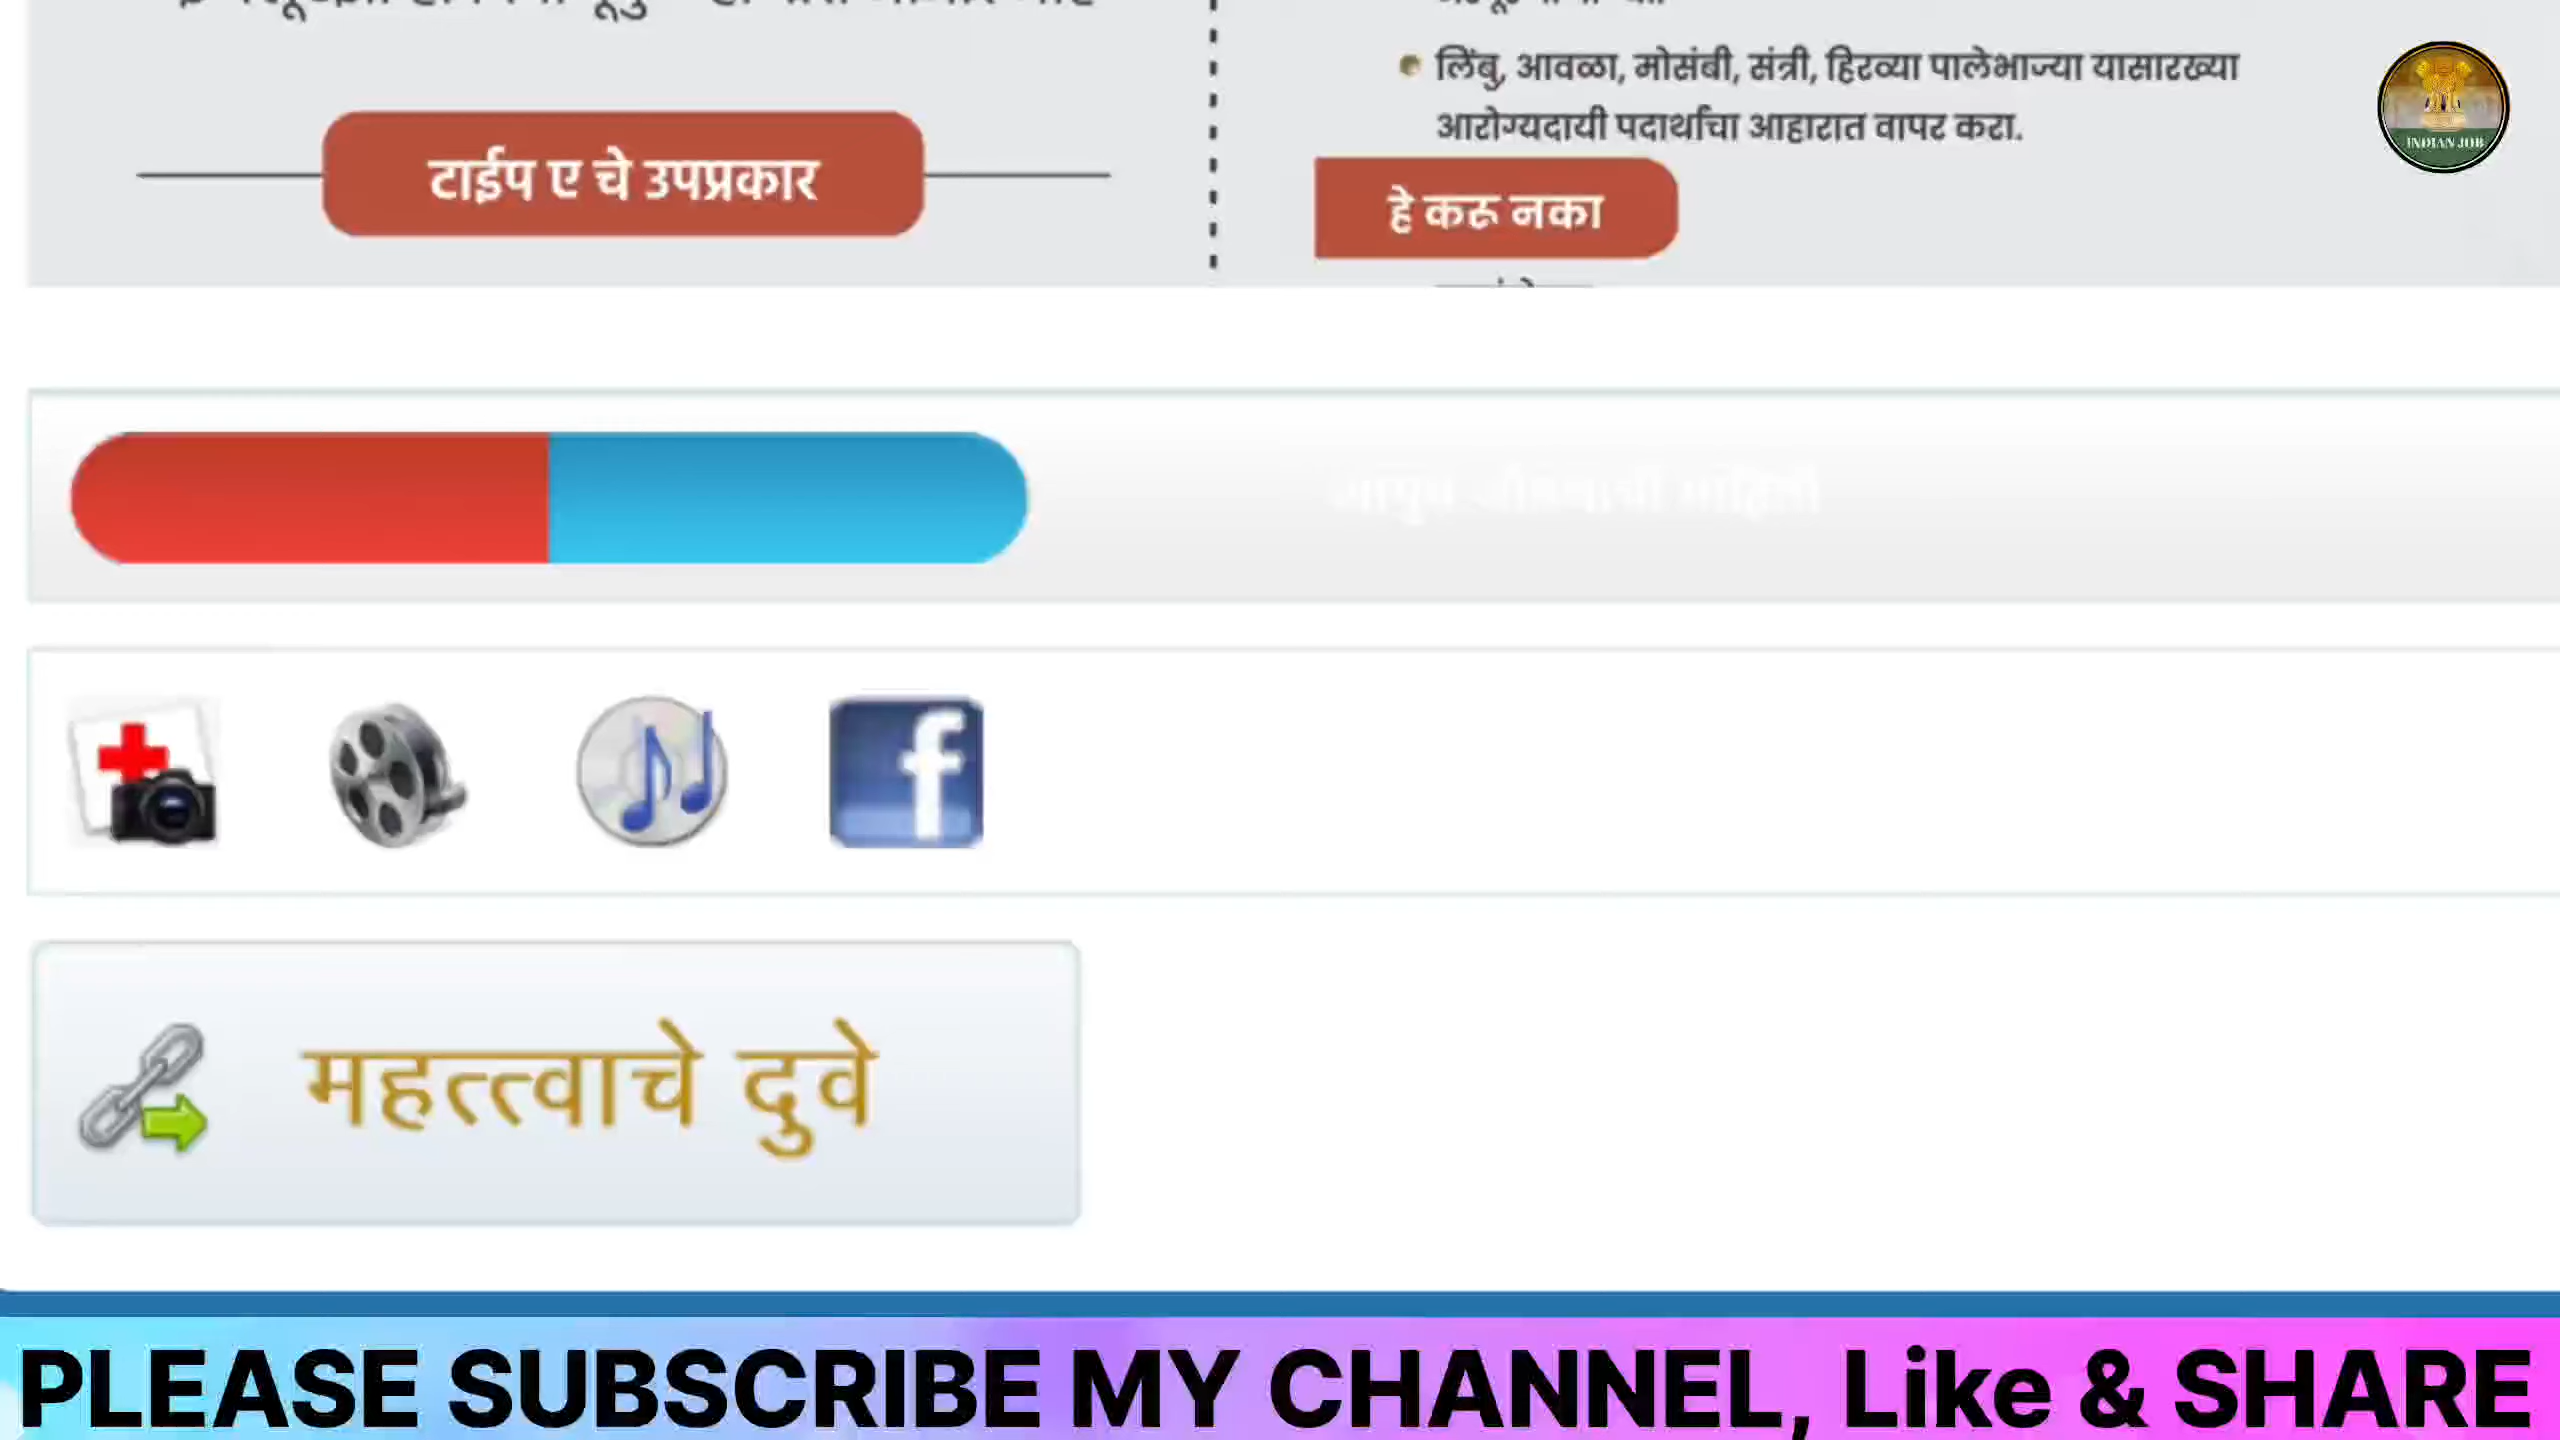 टाईप ए चे उपप्रकार
लिंबु, आवळा, मोसंबी, संत्री, हिरव्या पालेभाज्या यासारख्या
आरोग्यदायी पदार्थाचा आहारात वापर करा.
हे करू नका
INDIAN JOB
महत्त्वाचे दुवे
PLEASE SUBSCRIBE MY CHANNEL, Like & SHARE